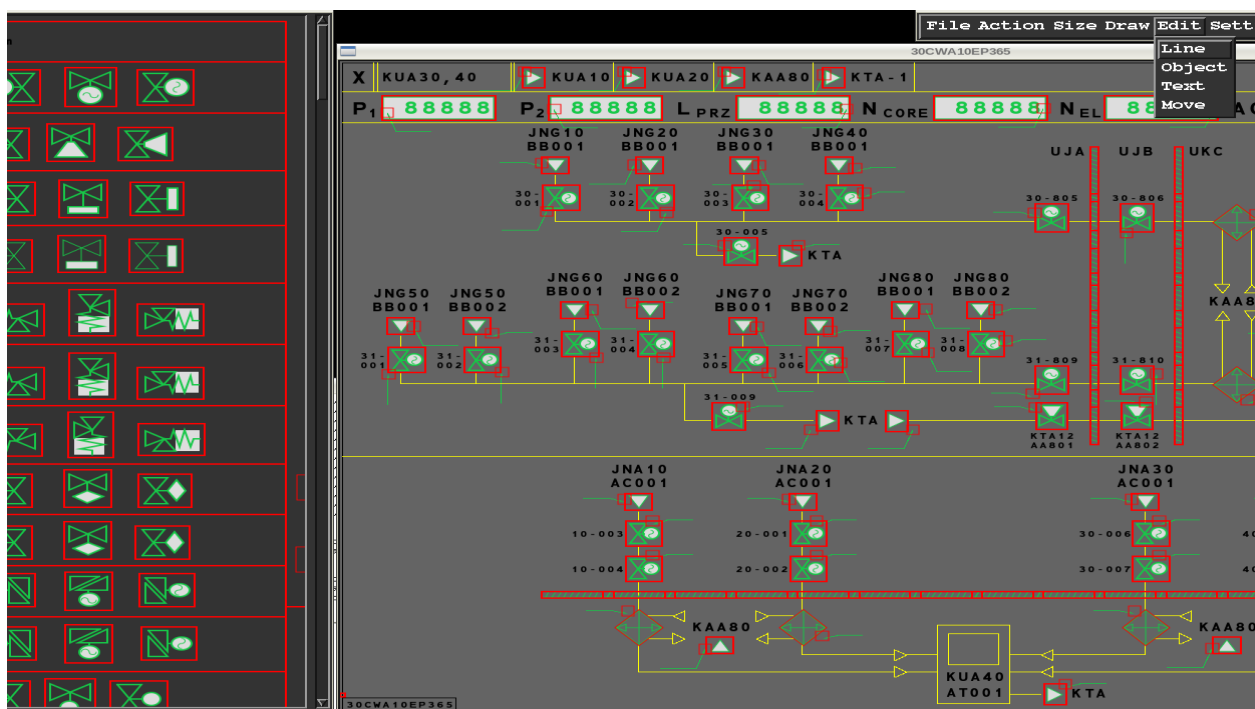 File Action Size Draw Edit Sett
Line
Object
Text
Move
30CWA10EP365
X KUA30,40 KUA10 KUA20 KAA80 KTA-1
P1 88888 P2 88888 L PRZ 88888 N CORE 88888 N EL 88
JNG10 JNG20 JNG30 JNG40
BB001 BB001 BB001 BB001
UJA UJB UKC
30-001 30-002 30-003 30-004 30-805 30-806
30-005
KTA
JNG50 JNG50 JNG60 JNG60 JNG70 JNG70 JNG80 JNG80
BB001 BB002 BB001 BB002 BB001 BB002 BB001 BB002
KAA8
31-001 31-002 31-003 31-004 31-005 31-006 31-007 31-008
31-809 31-810
31-009
KTA
KTA12 KTA12
AA801 AA802
JNA10 JNA20 JNA30
AC001 AC001 AC001
10-003 20-001 30-006 40
10-004 20-002 30-007 40
KAA80 KAA80
KUA40
AT001
KTA
30CWA10EP365